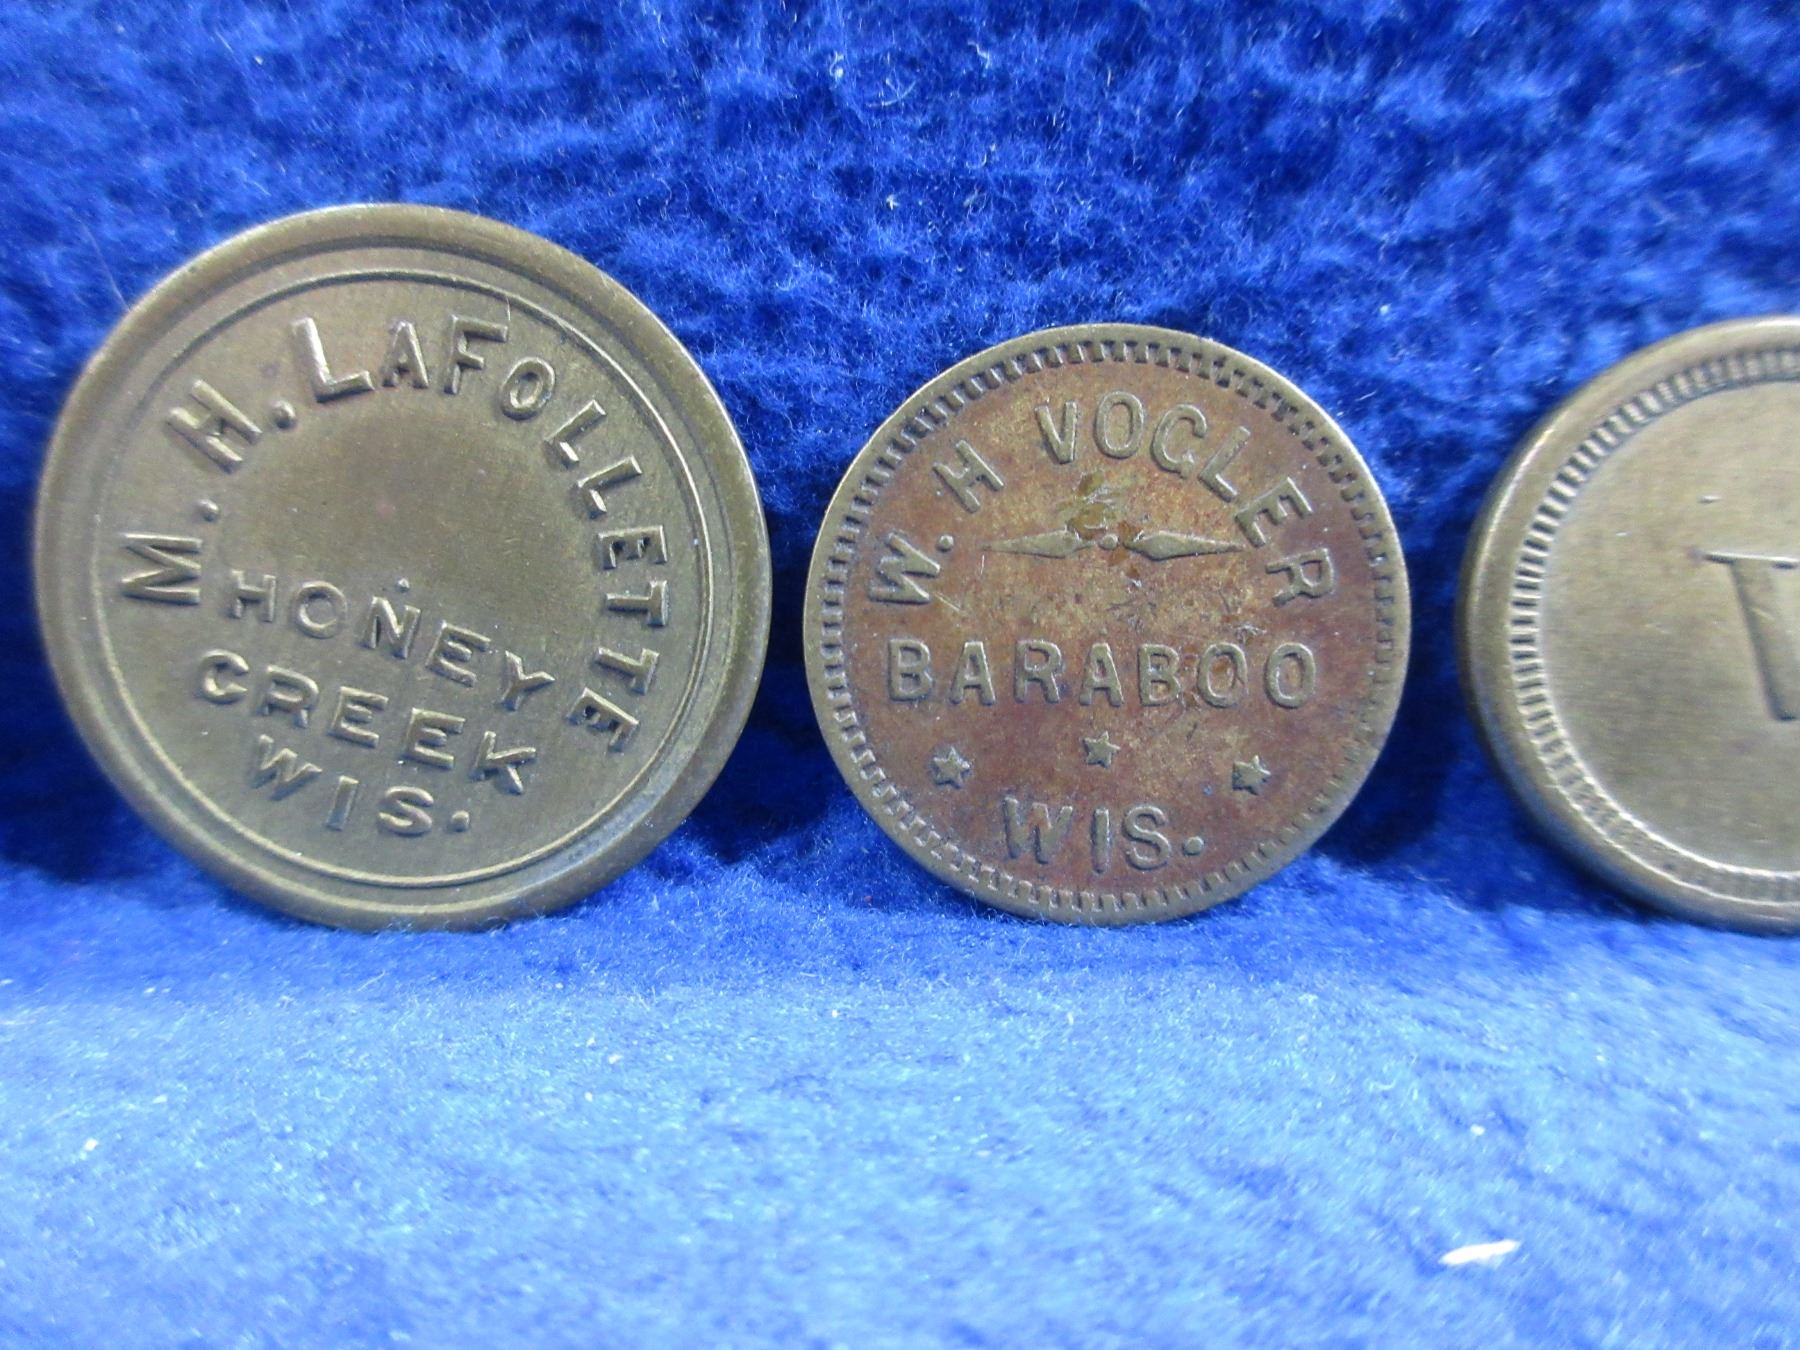 M. H. LAFOLLETTE
HONEY
CREEK
WIS.
W. H VOGLER
BARABOO
WIS.